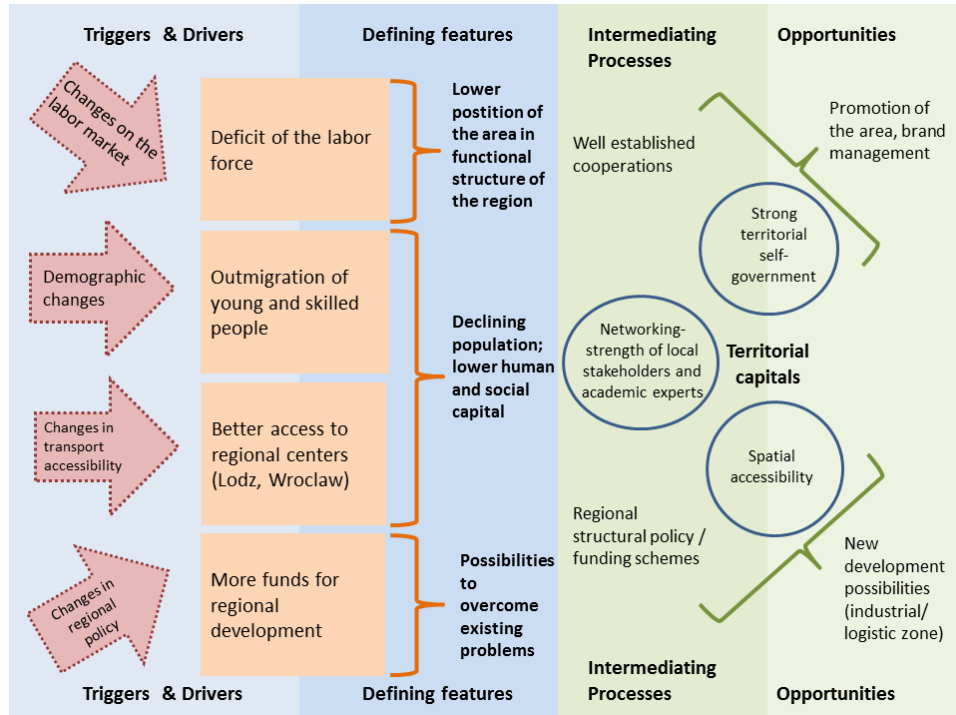 Triggers & Drivers
Defining features
Intermediating
Processes
Opportunities
Changes on the
labor market
Deficit of the labor
force
Lower
postition of
the area in
functional
structure of
the region
Well established
cooperations
Promotion of
the area, brand
management
Strong
territorial
self-
government
Demographic
changes
Outmigration of
young and skilled
people
Declining
population;
lower human
and social
capital
Networking-
strength of local
stakeholders and
academic experts
Territorial
capitals
Changes in
transport
accessibility
Better access to
regional centers
(Lodz, Wroclaw)
Spatial
accessibility
Regional
structural policy /
funding schemes
New
development
possibilities
(industrial/
logistic zone)
Changes in
regional
policy
More funds for
regional
development
Possibilities
to
overcome
existing
problems
Triggers & Drivers
Defining features
Intermediating
Processes
Opportunities